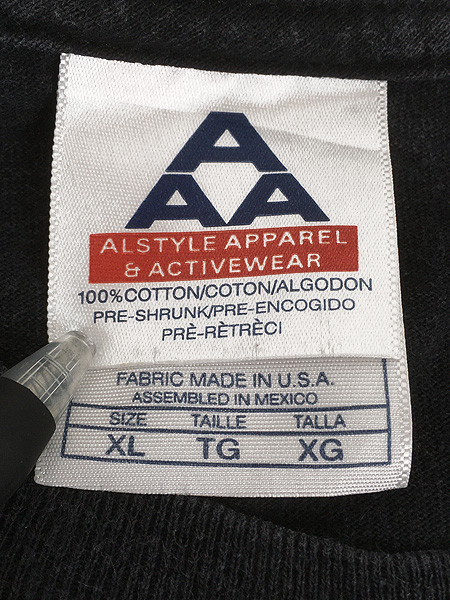 A
AA
ALSTYLE APPAREL
& ACTIVEWEAR
100%COTTON/COTON/ALGODON
PRE-SHRUNK/PRE-ENCOGIDO
PRÈ-RÈTRÈCI
FABRIC MADE IN U.S.A.
ASSEMBLED IN MEXICO
SIZE TAILLE TALLA
XL TG XG